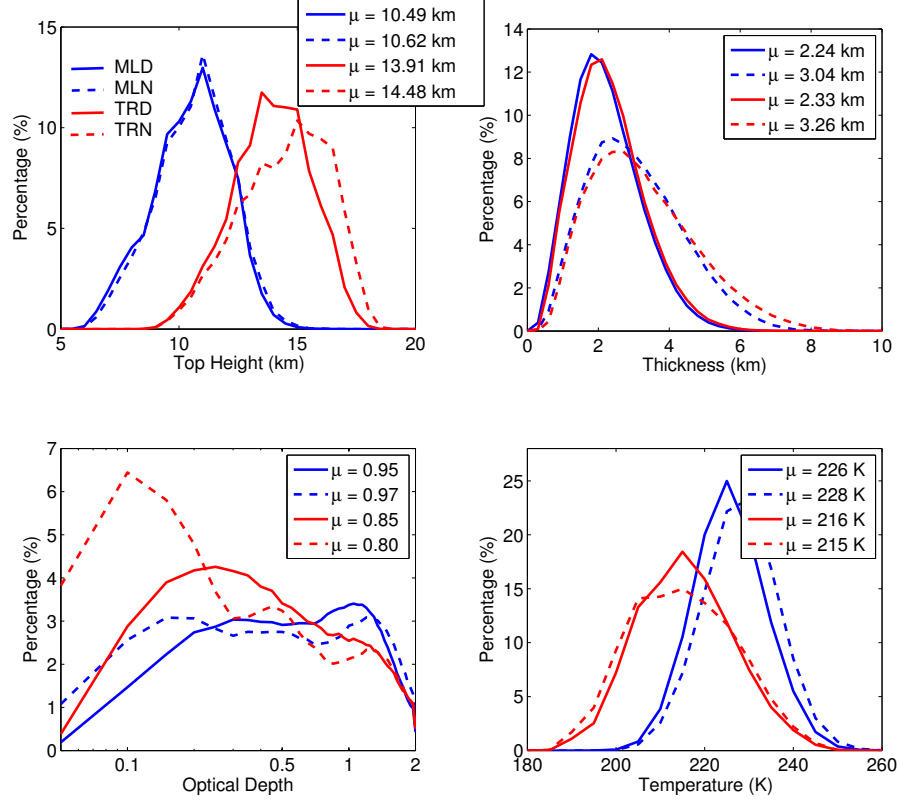 μ = 10.49 km
μ = 10.62 km
μ = 13.91 km
μ = 14.48 km
MLD
MLN
TRD
TRN
15
10
5
0
Percentage (%)
5
10
15
20
Top Height (km)
μ = 2.24 km
μ = 3.04 km
μ = 2.33 km
μ = 3.26 km
14
12
10
8
6
4
2
0
Percentage (%)
0
2
4
6
8
10
Thickness (km)
μ = 0.95
μ = 0.97
μ = 0.85
μ = 0.80
7
6
5
4
3
2
1
0
Percentage (%)
0.1
0.5
1
2
Optical Depth
μ = 226 K
μ = 228 K
μ = 216 K
μ = 215 K
25
20
15
10
5
0
Percentage (%)
180
200
220
240
260
Temperature (K)